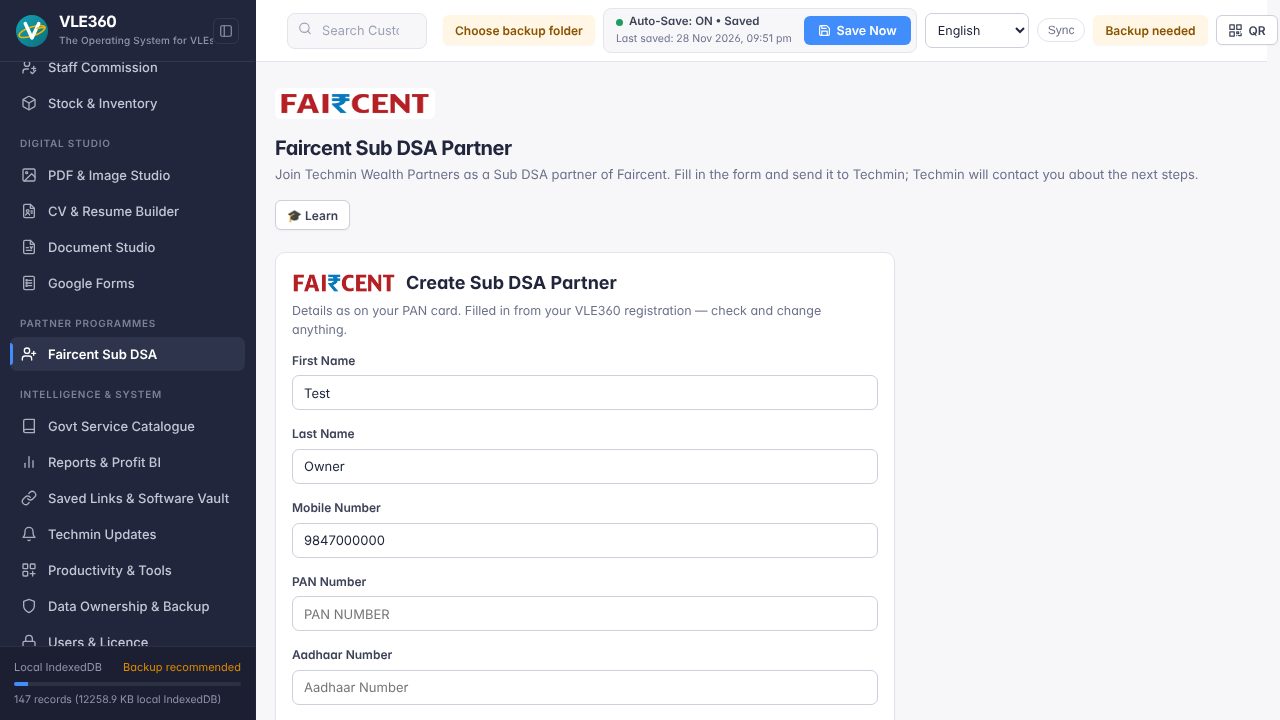 VLE360
The Operating System for VLEs
Staff Commission
Stock & Inventory
DIGITAL STUDIO
PDF & Image Studio
CV & Resume Builder
Document Studio
Google Forms
PARTNER PROGRAMMES
Faircent Sub DSA
INTELLIGENCE & SYSTEM
Govt Service Catalogue
Reports & Profit BI
Saved Links & Software Vault
Techmin Updates
Productivity & Tools
Data Ownership & Backup
Users & Licence
Local IndexedDB Backup recommended
147 records (12258.9 KB local IndexedDB)
Search Custo
Choose backup folder
Auto-Save: ON • Saved
Last saved: 28 Nov 2026, 09:51 pm
Save Now
English
Sync
Backup needed
QR
FAI₹CENT
Faircent Sub DSA Partner
Join Techmin Wealth Partners as a Sub DSA partner of Faircent. Fill in the form and send it to Techmin; Techmin will contact you about the next steps.
🎓 Learn
FAI₹CENT Create Sub DSA Partner
Details as on your PAN card. Filled in from your VLE360 registration — check and change
anything.
First Name
Test
Last Name
Owner
Mobile Number
9847000000
PAN Number
PAN NUMBER
Aadhaar Number
Aadhaar Number